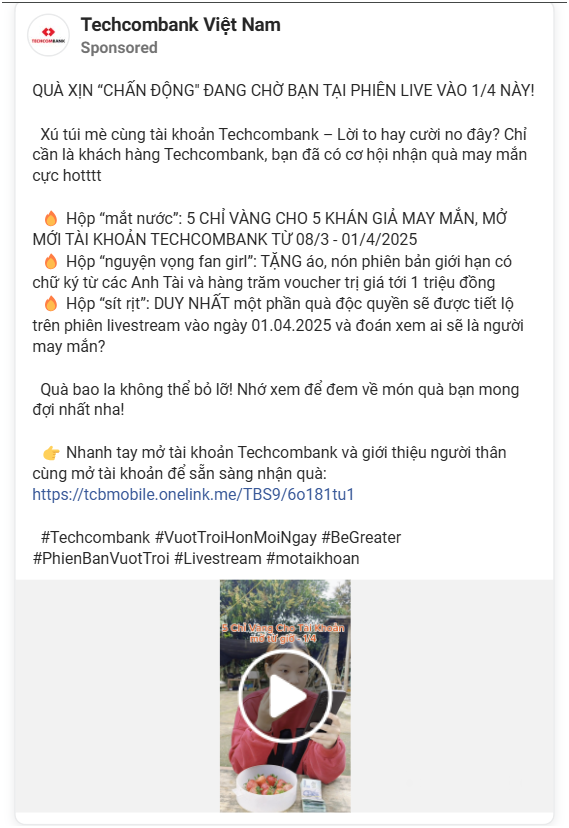 TECHCOMBANK
Techcombank Việt Nam
Sponsored
QUÀ XỊN “CHẤN ĐỘNG" ĐANG CHỜ BẠN TẠI PHIÊN LIVE VÀO 1/4 NÀY!
Xú túi mè cùng tài khoản Techcombank – Lời to hay cười no đây? Chỉ
cần là khách hàng Techcombank, bạn đã có cơ hội nhận quà may mắn
cực hotttt
🔥 Hộp “mắt nước”: 5 CHỈ VÀNG CHO 5 KHÁN GIẢ MAY MẮN, MỞ
MỚI TÀI KHOẢN TECHCOMBANK TỪ 08/3 - 01/4/2025
🔥 Hộp “nguyện vọng fan girl”: TẶNG áo, nón phiên bản giới hạn có
chữ ký từ các Anh Tài và hàng trăm voucher trị giá tới 1 triệu đồng
🔥 Hộp “sít rịt”: DUY NHẤT một phần quà độc quyền sẽ được tiết lộ
trên phiên livestream vào ngày 01.04.2025 và đoán xem ai sẽ là người
may mắn?
Quà bao la không thể bỏ lỡ! Nhớ xem để đem về món quà bạn mong
đợi nhất nha!
👉 Nhanh tay mở tài khoản Techcombank và giới thiệu người thân
cùng mở tài khoản để sẵn sàng nhận quà:
https://tcbmobile.onelink.me/TBS9/6o181tu1
#Techcombank #VuotTroiHonMoiNgay #BeGreater
#PhienBanVuotTroi #Livestream #motaikhoan
5 Chỉ Vàng Cho Tài Khoản
mở từ giờ - 1/4